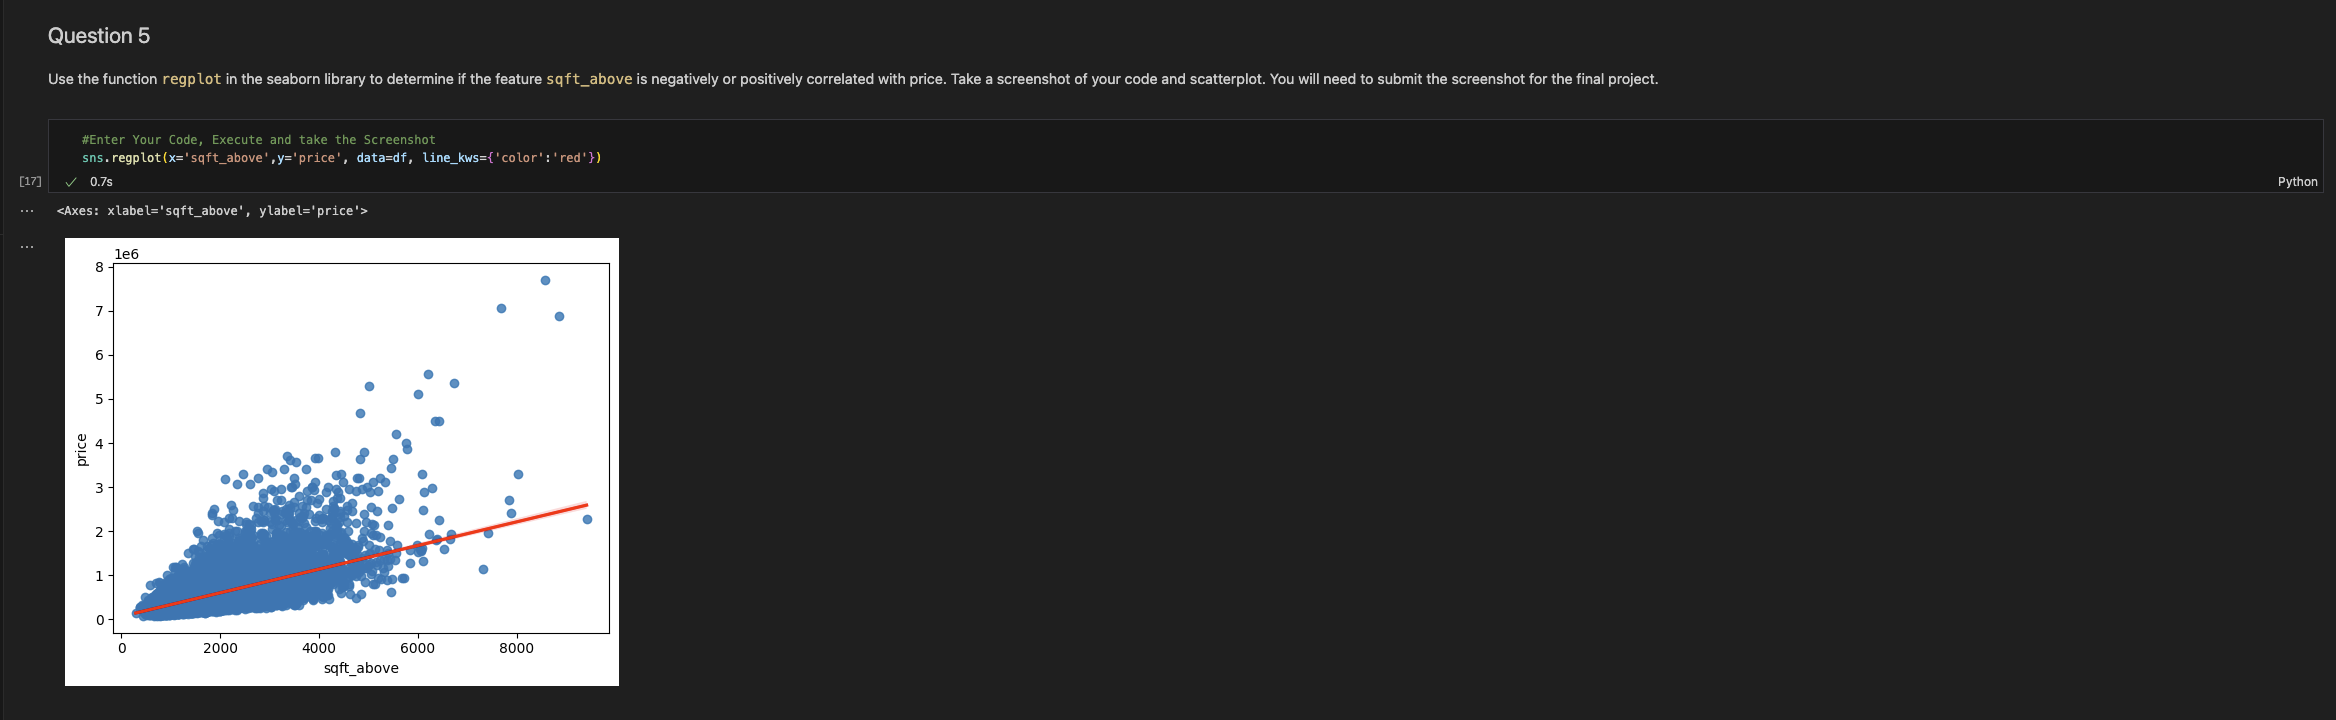 Question 5
Use the function regplot in the seaborn library to determine if the feature sqft_above is negatively or positively correlated with price. Take a screenshot of your code and scatterplot. You will need to submit the screenshot for the final project.
#Enter Your Code, Execute and take the Screenshot
sns.regplot(x='sqft_above',y='price', data=df, line_kws={'color':'red'})
[17]
0.7s
Python
... <Axes: xlabel='sqft_above', ylabel='price'>
...
1e6
8
7
6
5
4
3
2
1
0
price
0 2000 4000 6000 8000
sqft_above